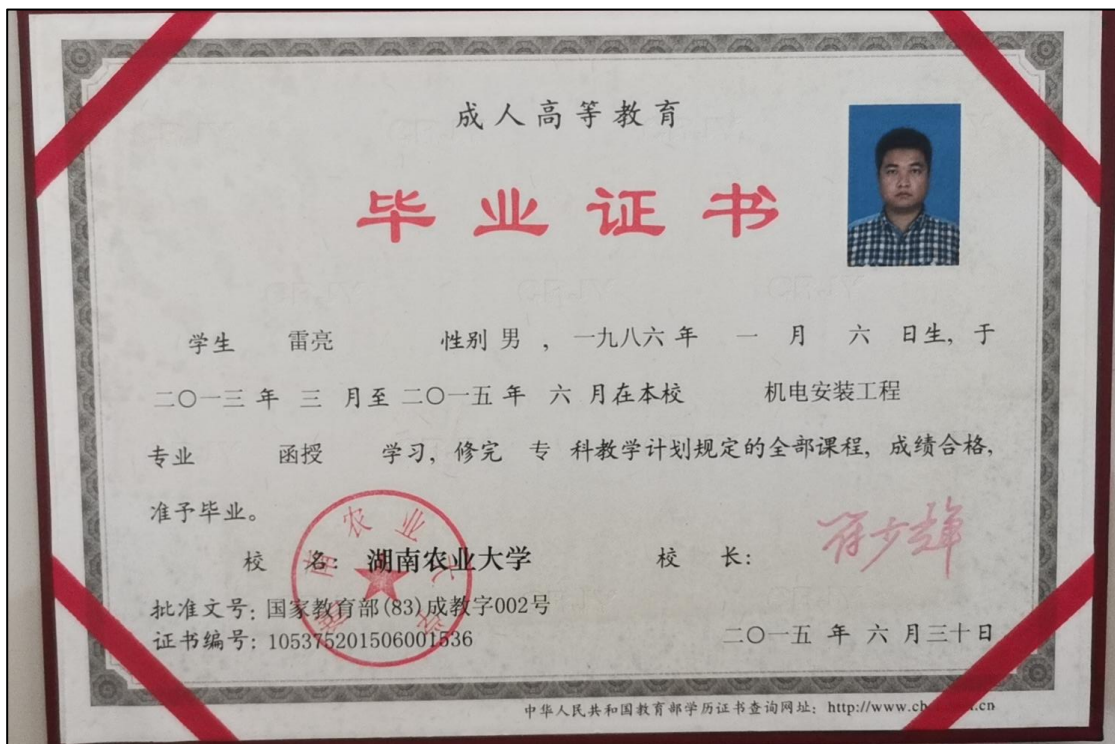 成人高等教育
毕业证书
学生 雷亮 性别 男 , 一九八六 年 一 月 六 日生, 于
二〇一三 年 三 月至 二〇一五 年 六 月在本校 机电安装工程
专业 函授 学习, 修完 专 科教学计划规定的全部课程, 成绩合格,
准予毕业。
校 名: 湖南农业大学 校 长: 符少辉
批准文号: 国家教育部(83)成教字002号
证书编号: 105375201506001536 二〇一五 年 六 月三十日
中华人民共和国教育部学历证书查询网址: http://www.ch